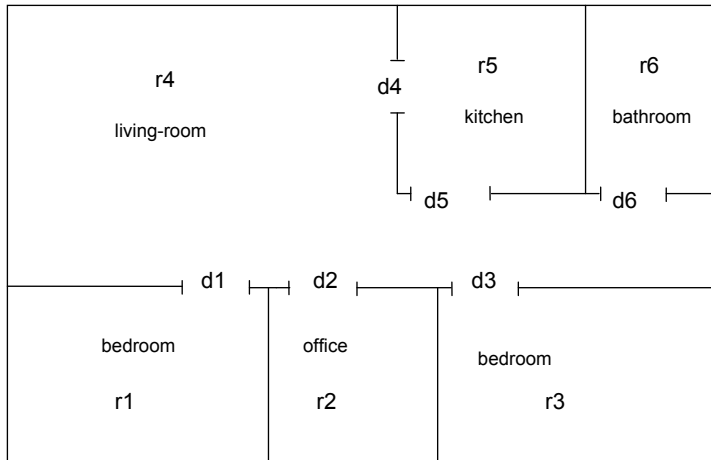 r4
living-room
d4
r5
kitchen
r6
bathroom
d5
d6
d1
d2
d3
bedroom
r1
office
r2
bedroom
r3